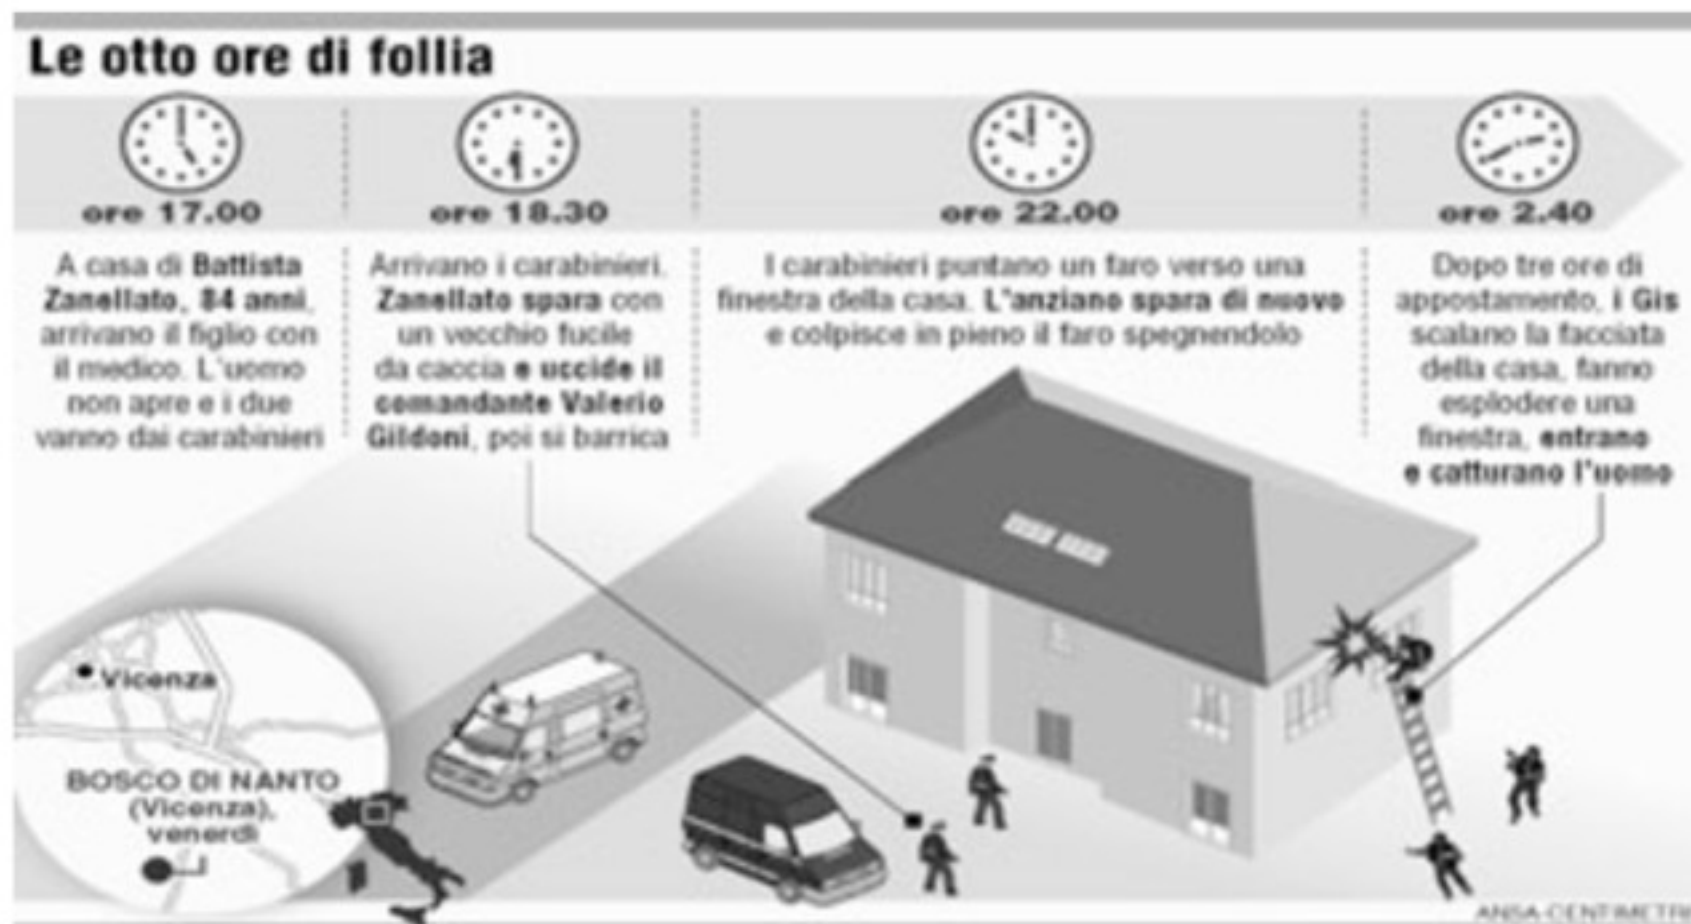 Le otto ore di follia
ore 17.00
A casa di Battista
Zanellato, 84 anni,
arrivano il figlio con
il medico. L'uomo
non apre e i due
vanno dai carabinieri
ore 18.30
Arrivano i carabinieri.
Zanellato spara con
un vecchio fucile
da caccia e uccide il
comandante Valerio
Gildoni, poi si barrica
ore 22.00
I carabinieri puntano un faro verso una
finestra della casa. L'anziano spara di nuovo
e colpisce in pieno il faro spegnendolo
ore 2.40
Dopo tre ore di
appostamento, i Gis
scalano la facciata
della casa, fanno
esplodere una
finestra, entrano
e catturano l'uomo
Vicenza
BOSCO DI NANTO
(Vicenza),
venerdì
ANSA-CENTIMETRI